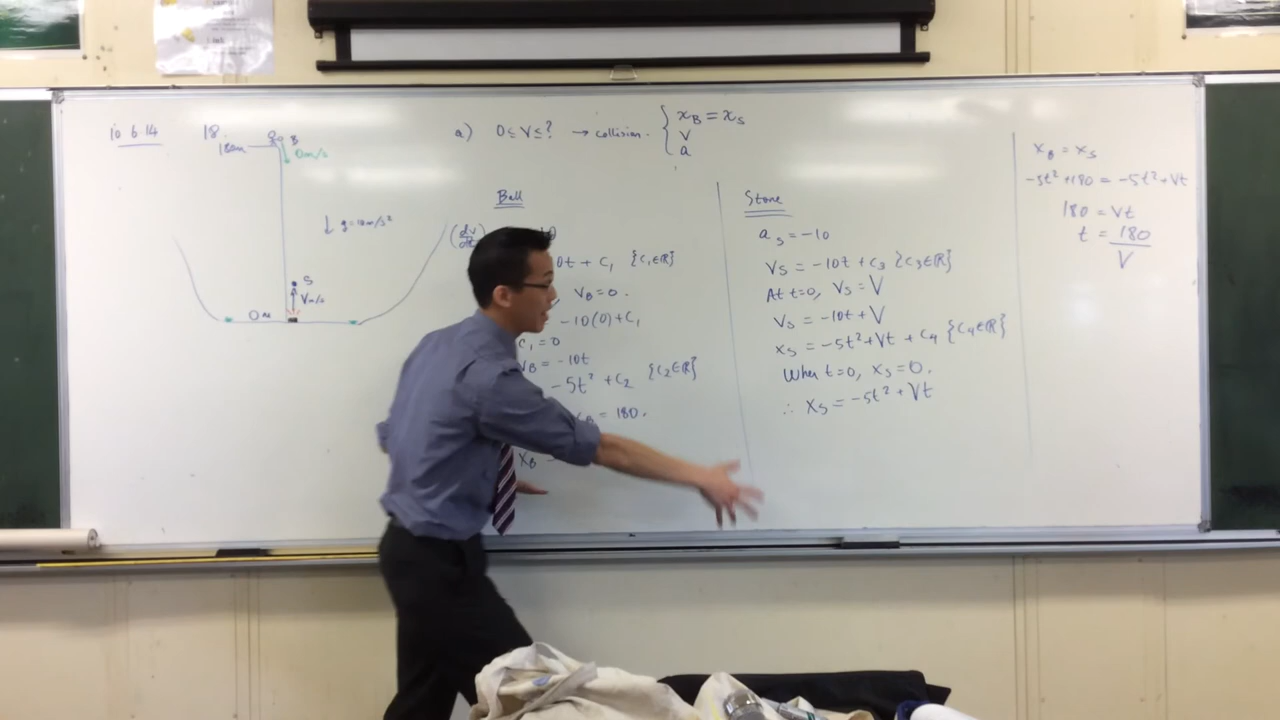 10.6.14
18.
B
180m
0m/s
↓ g=10m/s²
S
Vm/s
0m
a) 0≤V≤? → collision. { x_B = x_S
v
a
Ball
(dv/dt)
0t + C₁ {C₁∈ℝ}
V_B = 0.
-10(0)+C₁
C₁ = 0
V_B = -10t
-5t² + C₂ {C₂∈ℝ}
x_B = 180.
x_B
Stone
a_S = -10
V_S = -10t + C₃ {C₃∈ℝ}
At t=0, V_S = V
V_S = -10t + V
x_S = -5t² + Vt + C₄ {C₄∈ℝ}
When t=0, x_S = 0.
∴ x_S = -5t² + Vt
x_B = x_S
-5t² + 180 = -5t² + Vt
180 = Vt
t = 180/V